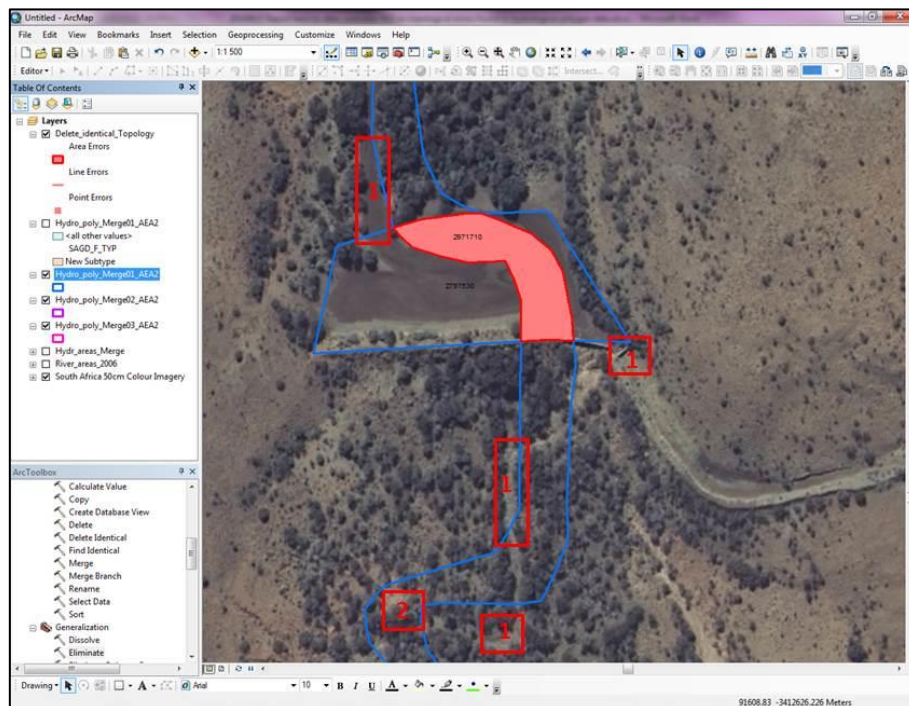 Untitled - ArcMap
File Edit View Bookmarks Insert Selection Geoprocessing Customize Windows Help
1:1 500
Editor
Intersect...
Table Of Contents
Layers
Delete_identical_Topology
Area Errors
Line Errors
Point Errors
Hydro_poly_Merge01_AEA2
<all other values>
SAGD_F_TYP
New Subtype
Hydro_poly_Merge01_AEA2
Hydro_poly_Merge02_AEA2
Hydro_poly_Merge03_AEA2
Hydr_areas_Merge
River_areas_2006
South Africa 50cm Colour Imagery
ArcToolbox
Calculate Value
Copy
Create Database View
Delete
Delete Identical
Find Identical
Merge
Merge Branch
Rename
Select Data
Sort
Generalization
Dissolve
Eliminate
1
2971710
1
1
2
1
Drawing
Arial
10
B I U A
91608.83 -3412626.226 Meters